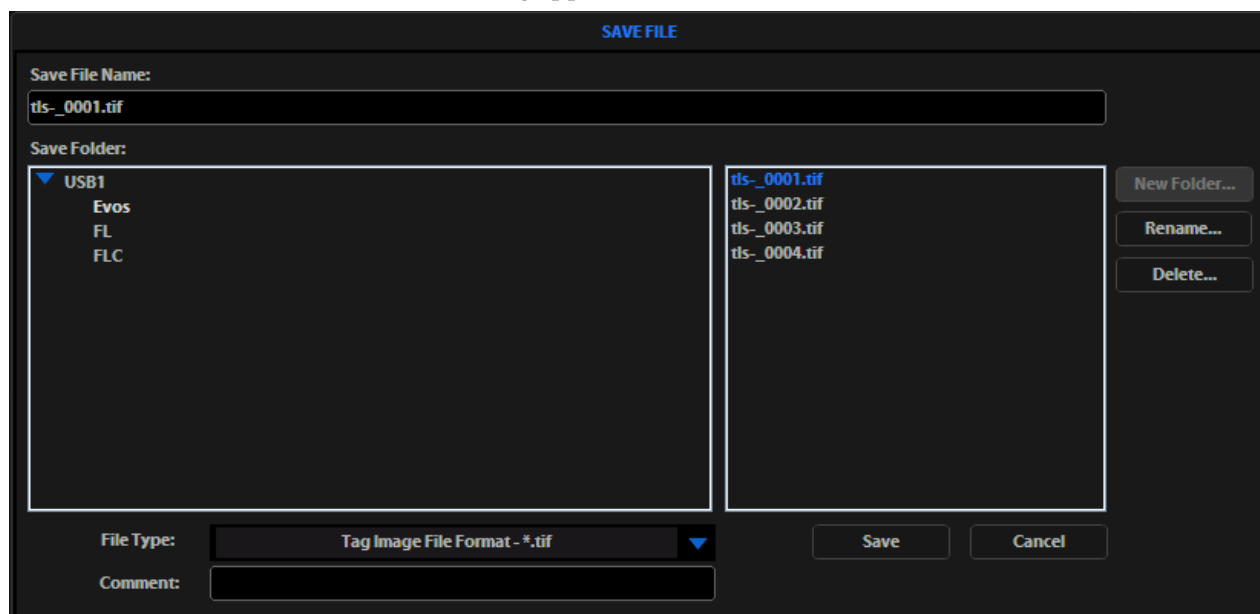 SAVE FILE
Save File Name:
tls-_0001.tif
Save Folder:
USB1
Evos
FL
FLC
tls-_0001.tif
tls-_0002.tif
tls-_0003.tif
tls-_0004.tif
New Folder...
Rename...
Delete...
File Type:
Tag Image File Format - *.tif
Save
Cancel
Comment: